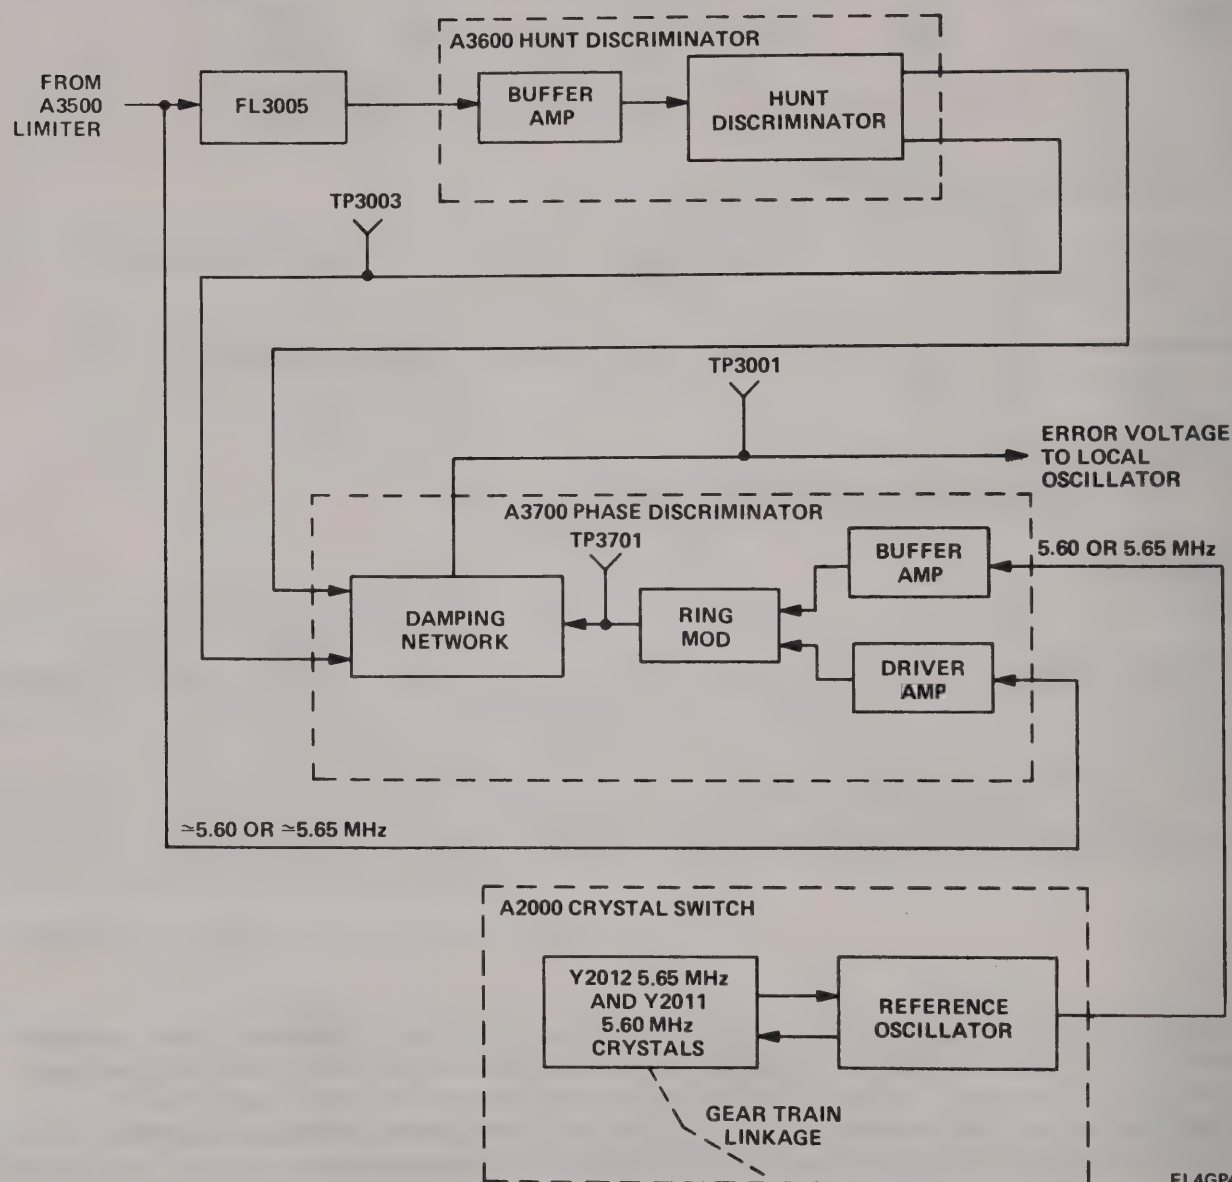 A3600 HUNT DISCRIMINATOR
FROM
A3500
LIMITER
FL3005
BUFFER
AMP
HUNT
DISCRIMINATOR
TP3003
TP3001
ERROR VOLTAGE
TO LOCAL
OSCILLATOR
A3700 PHASE DISCRIMINATOR
TP3701
BUFFER
AMP
5.60 OR 5.65 MHz
DAMPING
NETWORK
RING
MOD
DRIVER
AMP
≃5.60 OR ≃5.65 MHz
A2000 CRYSTAL SWITCH
Y2012 5.65 MHz
AND Y2011
5.60 MHz
CRYSTALS
REFERENCE
OSCILLATOR
GEAR TRAIN
LINKAGE